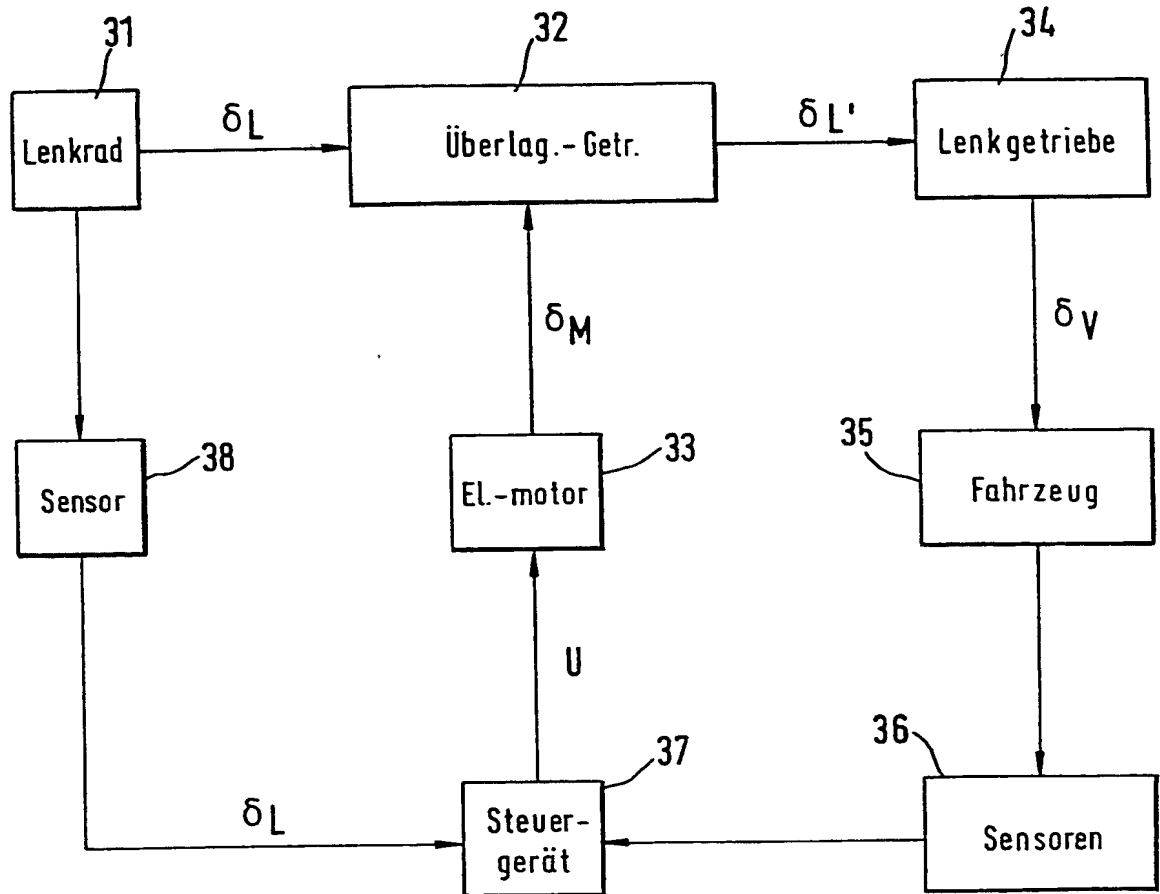 31
32
34
Lenkrad
δL
Überlag.-Getr.
δL'
Lenkgetriebe
δM
δV
38
33
35
Sensor
El.-motor
Fahrzeug
U
37
36
δL
Steuer-
gerät
Sensoren